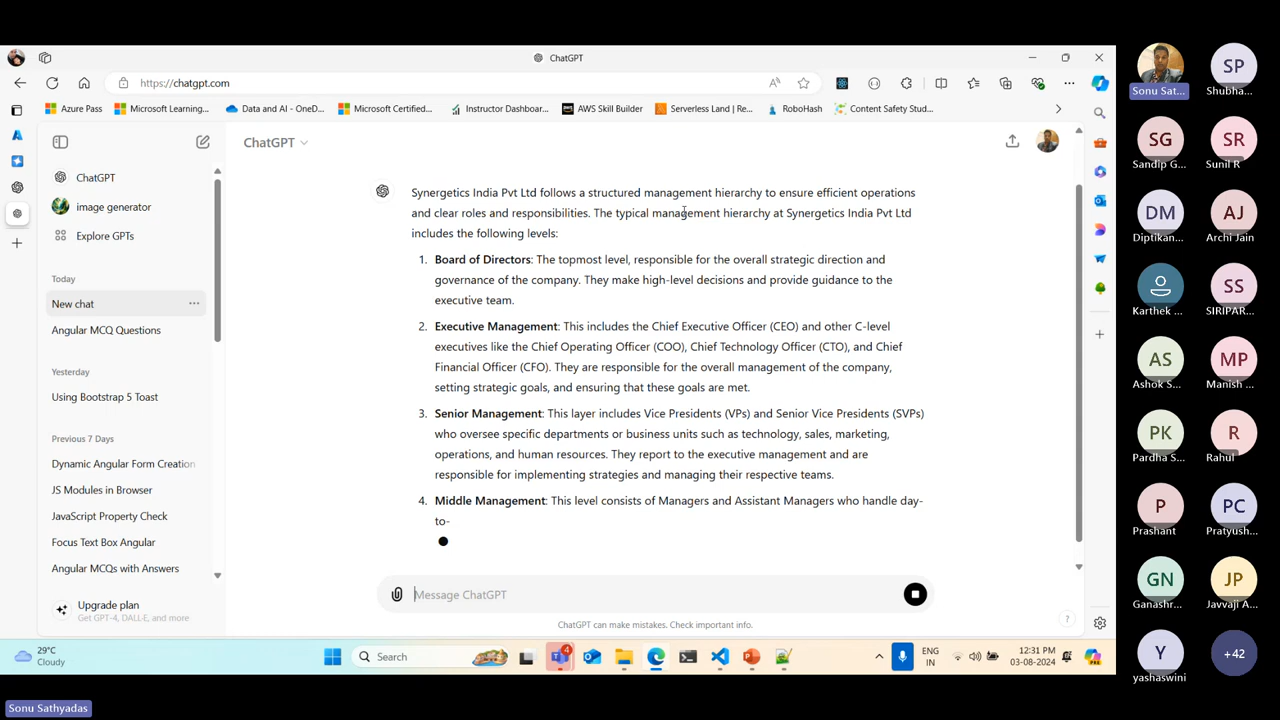 ChatGPT
https://chatgpt.com
Azure Pass
Microsoft Learning...
Data and AI - OneD...
Microsoft Certified...
Instructor Dashboar...
AWS Skill Builder
Serverless Land | Re...
RoboHash
Content Safety Stud...
ChatGPT
image generator
Explore GPTs
Today
New chat
Angular MCQ Questions
Yesterday
Using Bootstrap 5 Toast
Previous 7 Days
Dynamic Angular Form Creation
JS Modules in Browser
JavaScript Property Check
Focus Text Box Angular
Angular MCQs with Answers
Upgrade plan
Get GPT-4, DALL·E, and more
ChatGPT
Synergetics India Pvt Ltd follows a structured management hierarchy to ensure efficient operations
and clear roles and responsibilities. The typical management hierarchy at Synergetics India Pvt Ltd
includes the following levels:
1. Board of Directors: The topmost level, responsible for the overall strategic direction and
governance of the company. They make high-level decisions and provide guidance to the
executive team.
2. Executive Management: This includes the Chief Executive Officer (CEO) and other C-level
executives like the Chief Operating Officer (COO), Chief Technology Officer (CTO), and Chief
Financial Officer (CFO). They are responsible for the overall management of the company,
setting strategic goals, and ensuring that these goals are met.
3. Senior Management: This layer includes Vice Presidents (VPs) and Senior Vice Presidents (SVPs)
who oversee specific departments or business units such as technology, sales, marketing,
operations, and human resources. They report to the executive management and are
responsible for implementing strategies and managing their respective teams.
4. Middle Management: This level consists of Managers and Assistant Managers who handle day-
to-
Message ChatGPT
ChatGPT can make mistakes. Check important info.
?
29°C
Cloudy
Search
4
ENG
IN
12:31 PM
03-08-2024
Sonu Sathyadas
Sonu Sat...
SP
Shubha...
SG
Sandip G...
SR
Sunil R
DM
Diptikan...
AJ
Archi Jain
Karthek ...
SS
SIRIPAR...
AS
Ashok S...
MP
Manish ...
PK
Pardha S...
R
Rahul
P
Prashant
PC
Pratyush...
GN
Ganashr...
JP
Javvaji A...
Y
yashaswini
+42